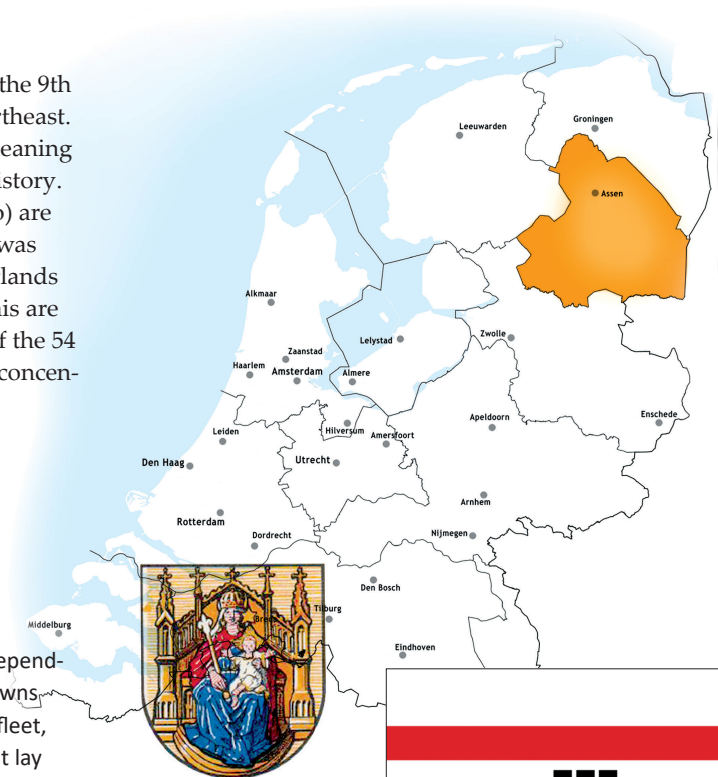 the 9th
rtheast.
eaning
istory.
o) are
was
lands
is are
f the 54
concen-
epend-
wns
fleet,
t lay
Leeuwarden
Groningen
Assen
Alkmaar
Zaanstad
Haarlem
Amsterdam
Lelystad
Almere
Zwolle
Enschede
Leiden
Hilversum
Amersfoort
Apeldoorn
Den Haag
Utrecht
Arnhem
Rotterdam
Dordrecht
Nijmegen
Den Bosch
Breda
Tilburg
Middelburg
Eindhoven